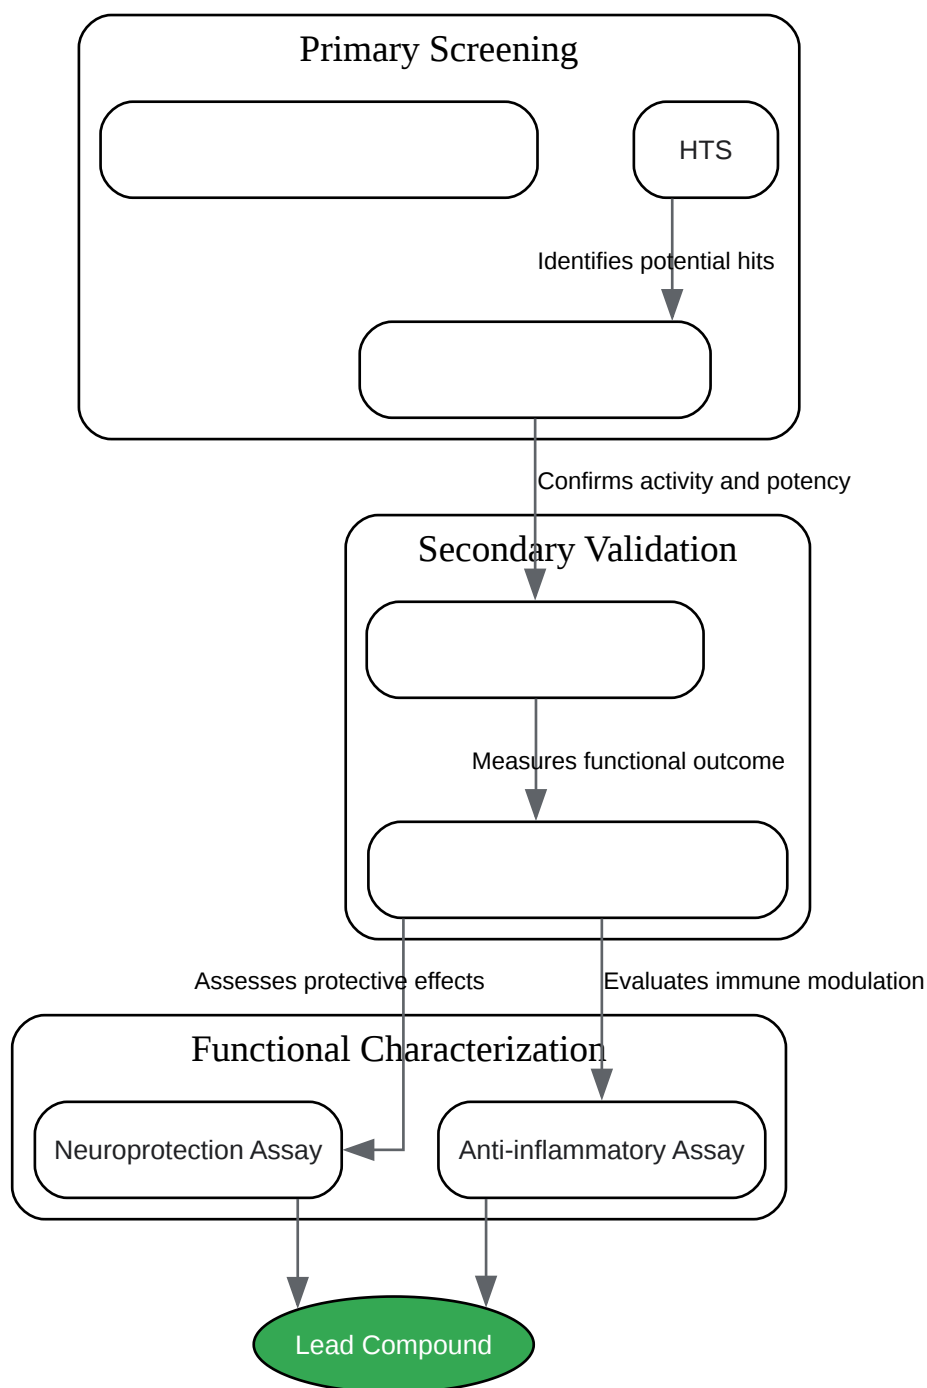 Primary Screening
HTS
Identifies potential hits
Confirms activity and potency
Secondary Validation
Measures functional outcome
Assesses protective effects
Evaluates immune modulation
Functional Characterization
Neuroprotection Assay
Anti-inflammatory Assay
Lead Compound